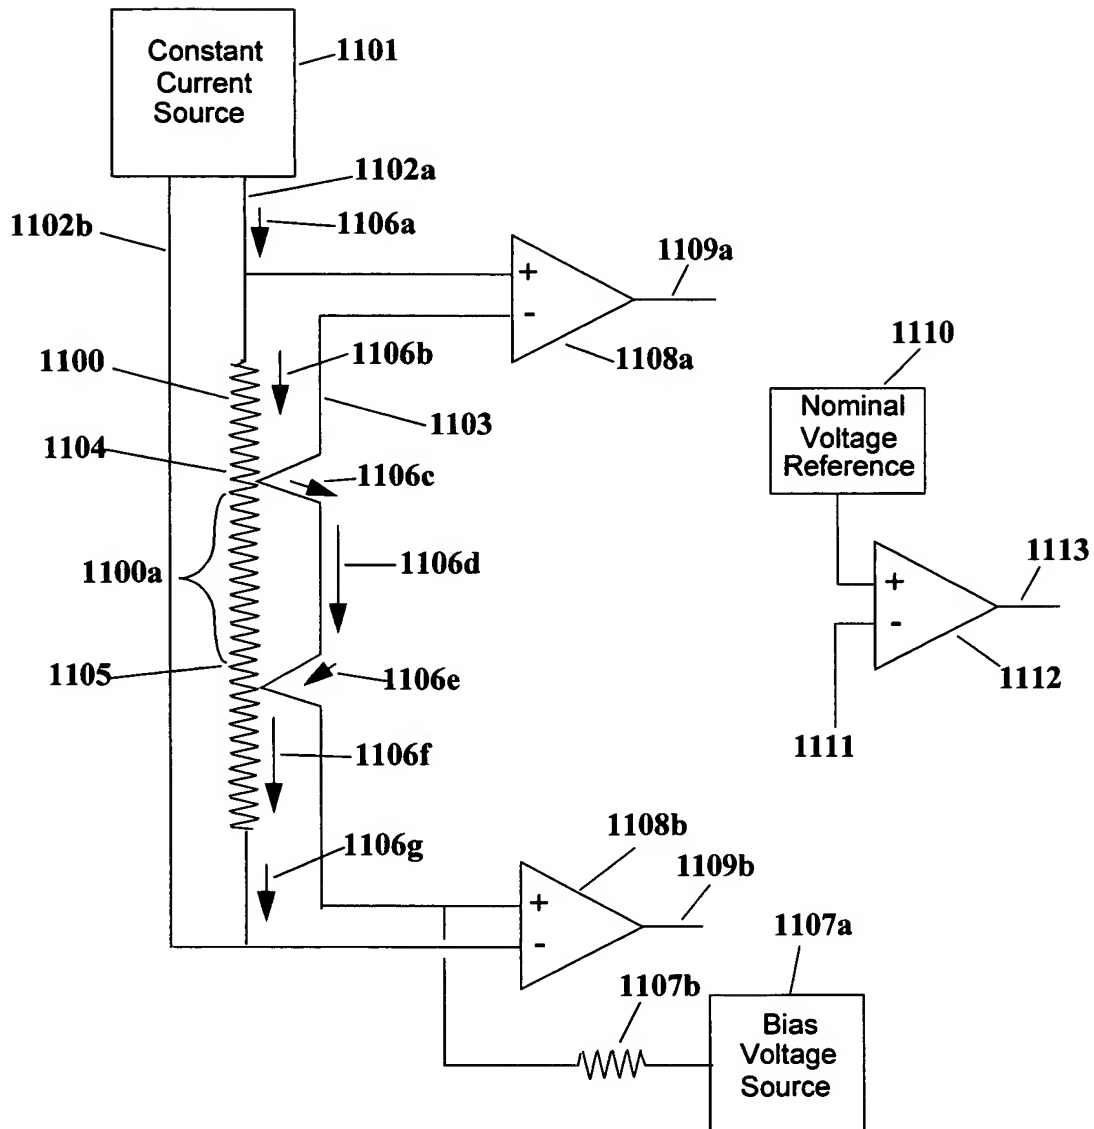 Constant
Current
Source
1101
1102a
1102b
1106a
1109a
1108a
1100
1106b
1103
1104
1106c
1110
Nominal
Voltage
Reference
1100a
1106d
1113
1105
1106e
1112
1111
1106f
1106g
1108b
1109b
1107a
1107b
Bias
Voltage
Source
+
-
+
-
+
-